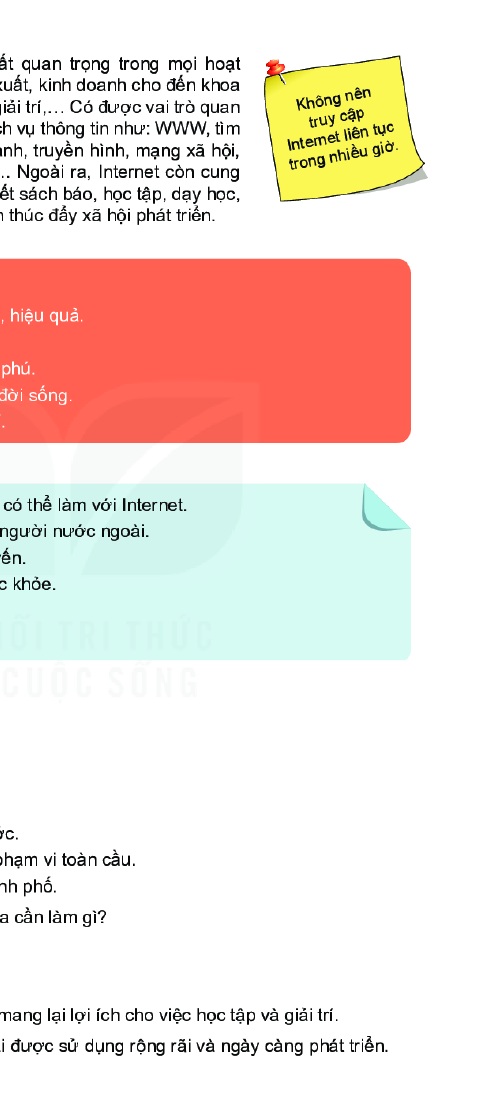 ất quan trọng trong mọi hoạt
xuất, kinh doanh cho đến khoa
giải trí,... Có được vai trò quan
ch vụ thông tin như: WWW, tìm
anh, truyền hình, mạng xã hội,
... Ngoài ra, Internet còn cung
ết sách báo, học tập, dạy học,
n thúc đẩy xã hội phát triển.
Không nên
truy cập
Internet liên tục
trong nhiều giờ.
, hiệu quả.
phú.
đời sống.
có thể làm với Internet.
người nước ngoài.
yến.
c khỏe.
NỐI TRI THỨC
CUỘC SỐNG
ớc.
phạm vi toàn cầu.
nh phố.
a cần làm gì?
mang lại lợi ích cho việc học tập và giải trí.
i được sử dụng rộng rãi và ngày càng phát triển.